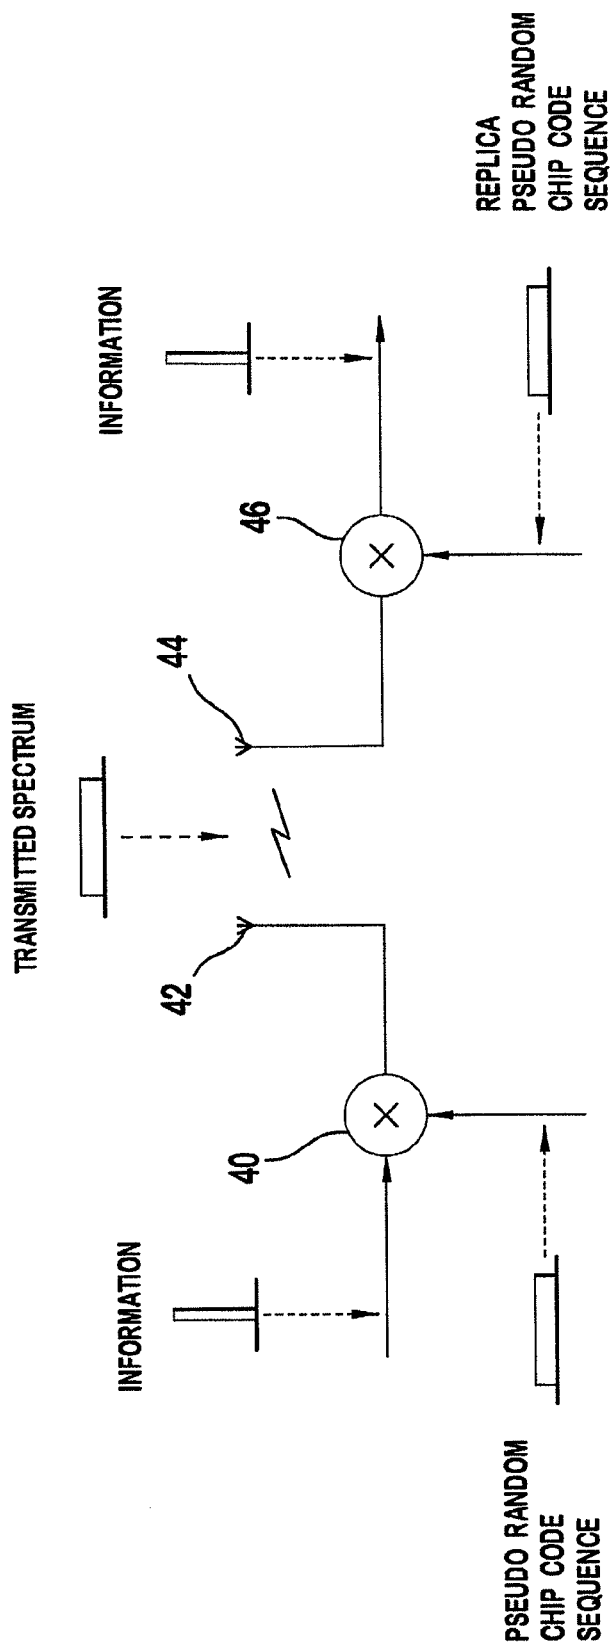 TRANSMITTED SPECTRUM
INFORMATION
INFORMATION
42
44
40
46
PSEUDO RANDOM
CHIP CODE
SEQUENCE
REPLICA
PSEUDO RANDOM
CHIP CODE
SEQUENCE